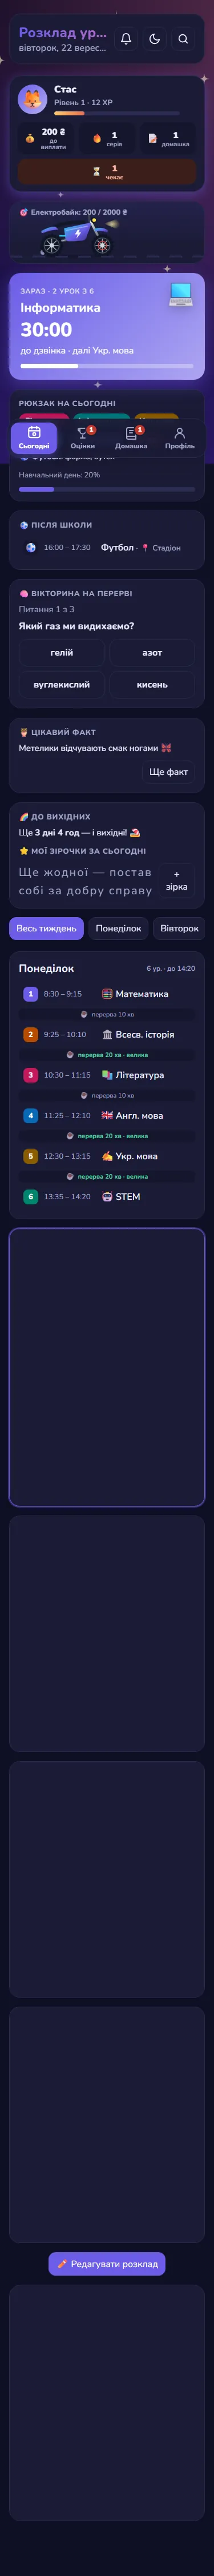 Розклад ур...
вівторок, 22 верес...
Стас
Рівень 1 · 12 XP
200 ₴
до
виплати
1
серія
1
домашка
1
чекає
Електробайк: 200 / 2000 ₴
ЗАРАЗ · 2 УРОК З 6
Інформатика
30:00
до дзвінка · далі Укр. мова
РЮКЗАК НА СЬОГОДНІ
1
1
Сьогодні
Оцінки
Домашка
Профіль
Навчальний день: 20%
ПІСЛЯ ШКОЛИ
16:00 – 17:30
Футбол · Стадіон
ВІКТОРИНА НА ПЕРЕРВІ
Питання 1 з 3
Який газ ми видихаємо?
гелій
азот
вуглекислий
кисень
ЦІКАВИЙ ФАКТ
Метелики відчувають смак ногами
Ще факт
ДО ВИХІДНИХ
Ще 3 дні 4 год — і вихідні!
МОЇ ЗІРОЧКИ ЗА СЬОГОДНІ
Ще жодної — постав
собі за добру справу
+
зірка
Весь тиждень
Понеділок
Вівторок
Понеділок
6 ур. · до 14:20
1 8:30 – 9:15 Математика
перерва 10 хв
2 9:25 – 10:10 Всесв. історія
перерва 20 хв · велика
3 10:30 – 11:15 Література
перерва 10 хв
4 11:25 – 12:10 Англ. мова
перерва 20 хв · велика
5 12:30 – 13:15 Укр. мова
перерва 20 хв · велика
6 13:35 – 14:20 STEM
Редагувати розклад